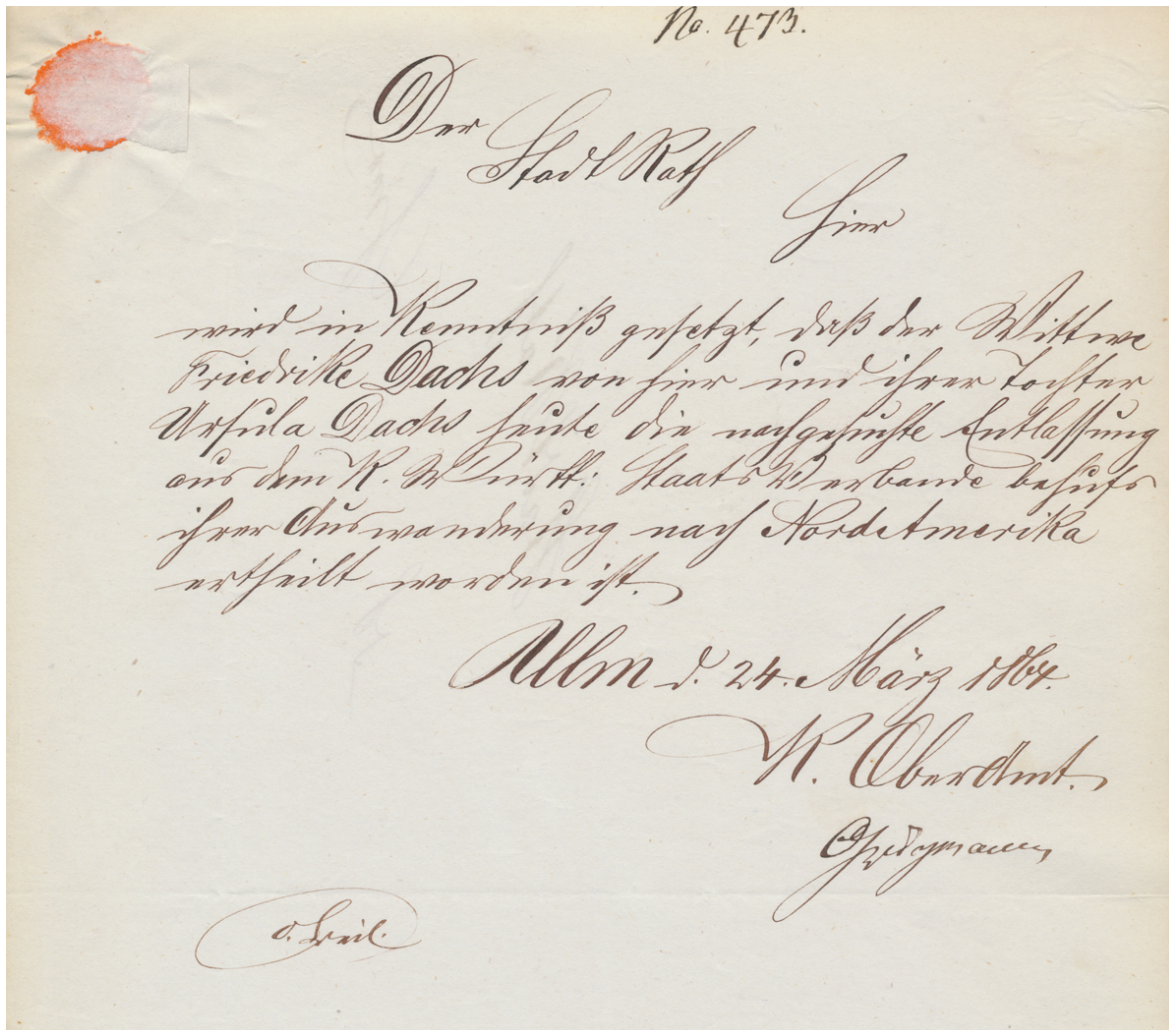 No. 473.
Der
Stadt Rath
hier
wird in Kenntniß gesetzt, daß der Wittwe
Friedrike Dachs von hier und ihrer Tochter
Ursula Dachs heute die nachgesuchte Entlassung
aus dem K. Württ: Staats Verbande behufs
ihrer Auswanderung nach NordAmerika
ertheilt worden ist.
Ulm d. 24. März 1864.
K. OberAmt.